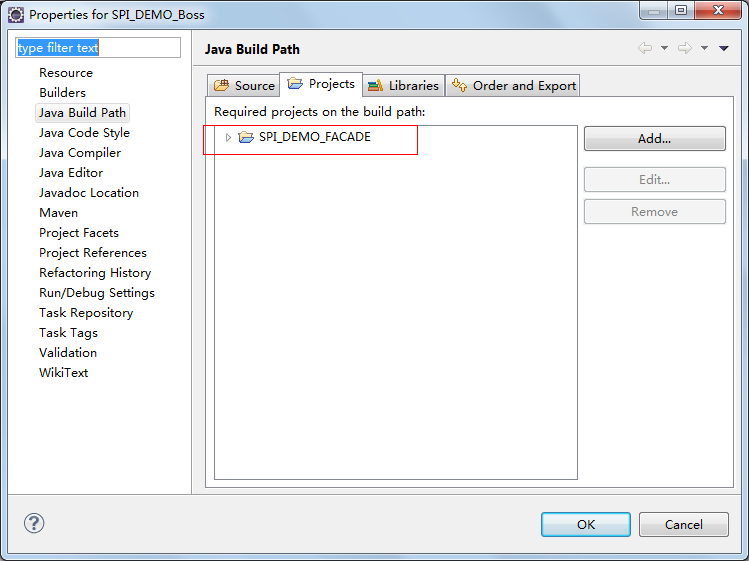 Properties for SPI_DEMO_Boss
type filter text
Resource
Builders
Java Build Path
Java Code Style
Java Compiler
Java Editor
Javadoc Location
Maven
Project Facets
Project References
Refactoring History
Run/Debug Settings
Task Repository
Task Tags
Validation
WikiText
Java Build Path
Source
Projects
Libraries
Order and Export
Required projects on the build path:
SPI_DEMO_FACADE
Add...
Edit...
Remove
?
OK
Cancel